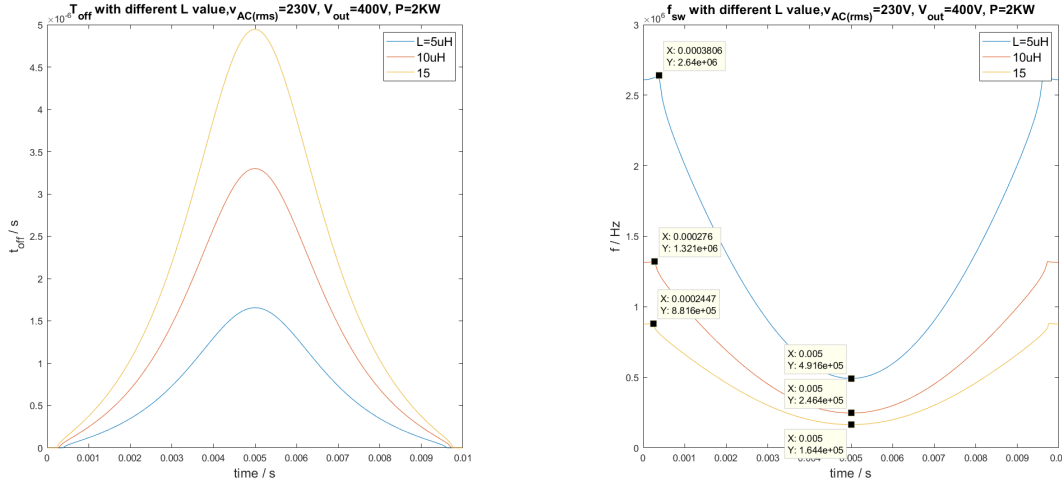 T_off with different L value,v_AC(rms)=230V, V_out=400V, P=2KW
×10^-6
5
4.5
4
3.5
3
2.5
2
1.5
1
0.5
0
t_off / s
L=5uH
10uH
15
0
0.001
0.002
0.003
0.004
0.005
0.006
0.007
0.008
0.009
0.01
time / s
f_sw with different L value,v_AC(rms)=230V, V_out=400V, P=2KW
×10^6
3
2.5
2
1.5
1
0.5
0
f / Hz
L=5uH
10uH
15
X: 0.0003806
Y: 2.64e+06
X: 0.000276
Y: 1.321e+06
X: 0.0002447
Y: 8.816e+05
X: 0.005
Y: 4.916e+05
X: 0.005
Y: 2.464e+05
X: 0.005
Y: 1.644e+05
0
0.001
0.002
0.003
0.004
0.005
0.006
0.007
0.008
0.009
0.0
time / s